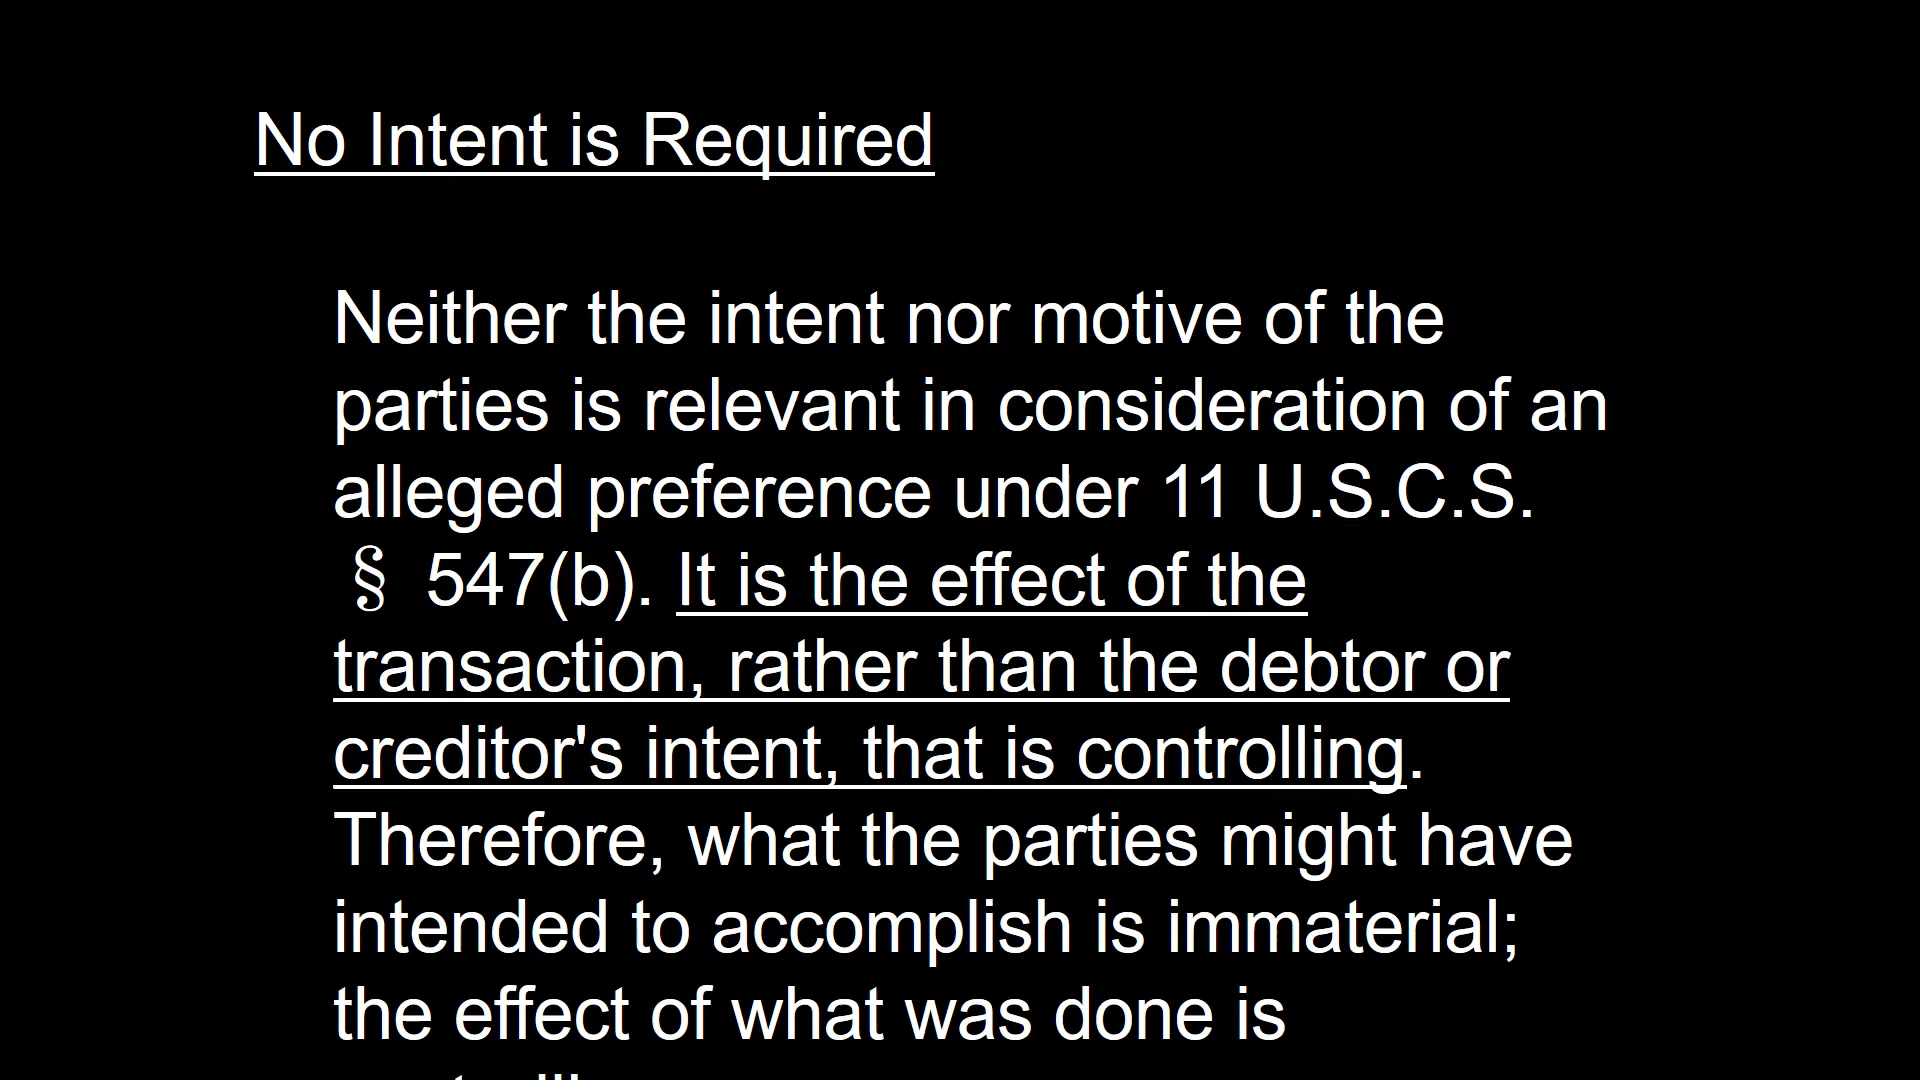 No Intent is Required
Neither the intent nor motive of the
parties is relevant in consideration of an
alleged preference under 11 U.S.C.S.
§ 547(b). It is the effect of the
transaction, rather than the debtor or
creditor's intent, that is controlling.
Therefore, what the parties might have
intended to accomplish is immaterial;
the effect of what was done is